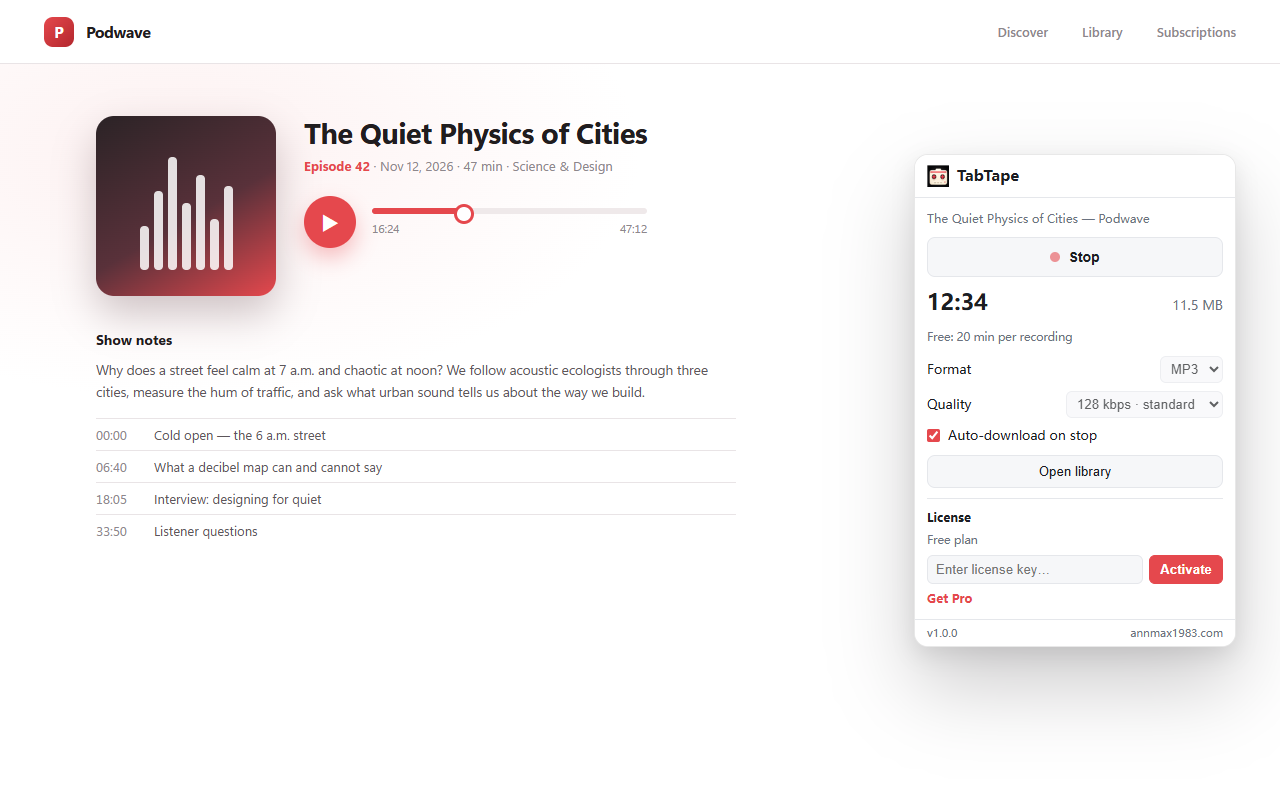 P Podwave
Discover Library Subscriptions
The Quiet Physics of Cities
Episode 42 · Nov 12, 2026 · 47 min · Science & Design
16:24 47:12
Show notes
Why does a street feel calm at 7 a.m. and chaotic at noon? We follow acoustic ecologists through three
cities, measure the hum of traffic, and ask what urban sound tells us about the way we build.
00:00 Cold open — the 6 a.m. street
06:40 What a decibel map can and cannot say
18:05 Interview: designing for quiet
33:50 Listener questions
TabTape
The Quiet Physics of Cities — Podwave
Stop
12:34 11.5 MB
Free: 20 min per recording
Format MP3
Quality 128 kbps · standard
Auto-download on stop
Open library
License
Free plan
Enter license key… Activate
Get Pro
v1.0.0 annmax1983.com